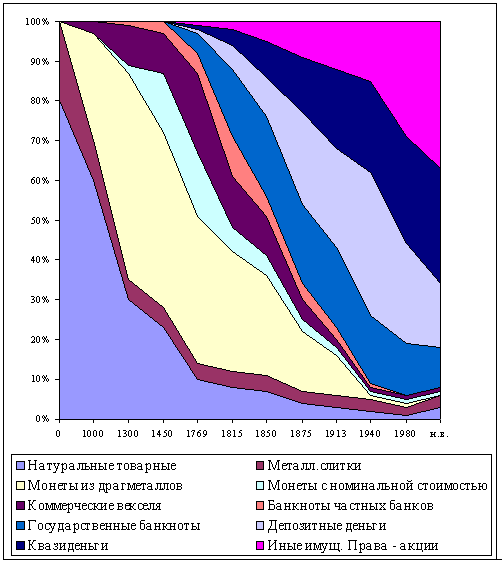 100%
90%
80%
70%
60%
50%
40%
30%
20%
10%
0%
0 1000 1300 1450 1769 1815 1850 1875 1913 1940 1980 н.в.
Натуральные товарные Металл.слитки
Монеты из драгметаллов Монеты с номинальной стоимостью
Коммерческие векселя Банкноты частных банков
Государственные банкноты Депозитные деньги
Квазиденьги Иные имущ. Права - акции